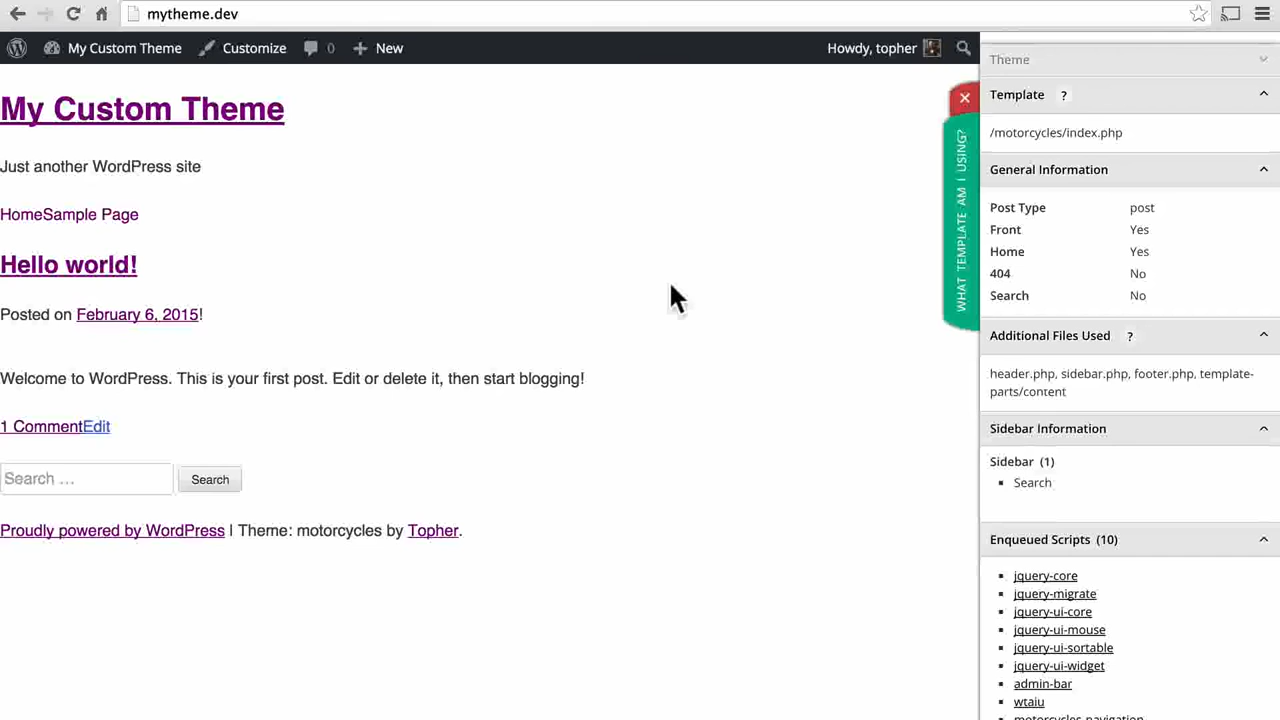 mytheme.dev
My Custom Theme Customize 0 New Howdy, topher
My Custom Theme
Just another WordPress site
HomeSample Page
Hello world!
Posted on February 6, 2015!
Welcome to WordPress. This is your first post. Edit or delete it, then start blogging!
1 CommentEdit
Search …
Search
Proudly powered by WordPress | Theme: motorcycles by Topher.
WHAT TEMPLATE AM I USING?
Theme
Template ?
/motorcycles/index.php
General Information
Post Type post
Front Yes
Home Yes
404 No
Search No
Additional Files Used ?
header.php, sidebar.php, footer.php, template-
parts/content
Sidebar Information
Sidebar (1)
Search
Enqueued Scripts (10)
jquery-core
jquery-migrate
jquery-ui-core
jquery-ui-mouse
jquery-ui-sortable
jquery-ui-widget
admin-bar
wtaiu
motorcycles-navigation